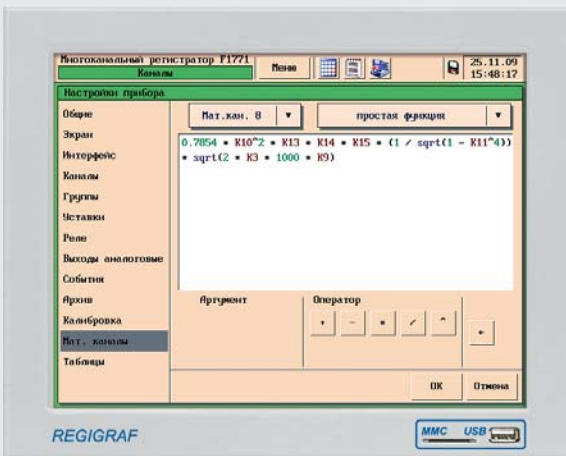 Многоканальный регистратор F1771
Каналы
Меню
25.11.09
15:48:17
Настройки прибора
Общие
Экран
Интерфейс
Каналы
Группы
Уставки
Реле
Выходы аналоговые
События
Архив
Калибровка
Мат. каналы
Таблицы
Мат.кан. 8 ▼
простая функция ▼
0.7854 * K10^2 * K13 * K14 * K15 * (1 / sqrt(1 - K11^4))
* sqrt(2 * K3 * 1000 * K9)
Аргумент
Оператор
+ - * / ^
←
OK
Отмена
REGIGRAF
MMC USB